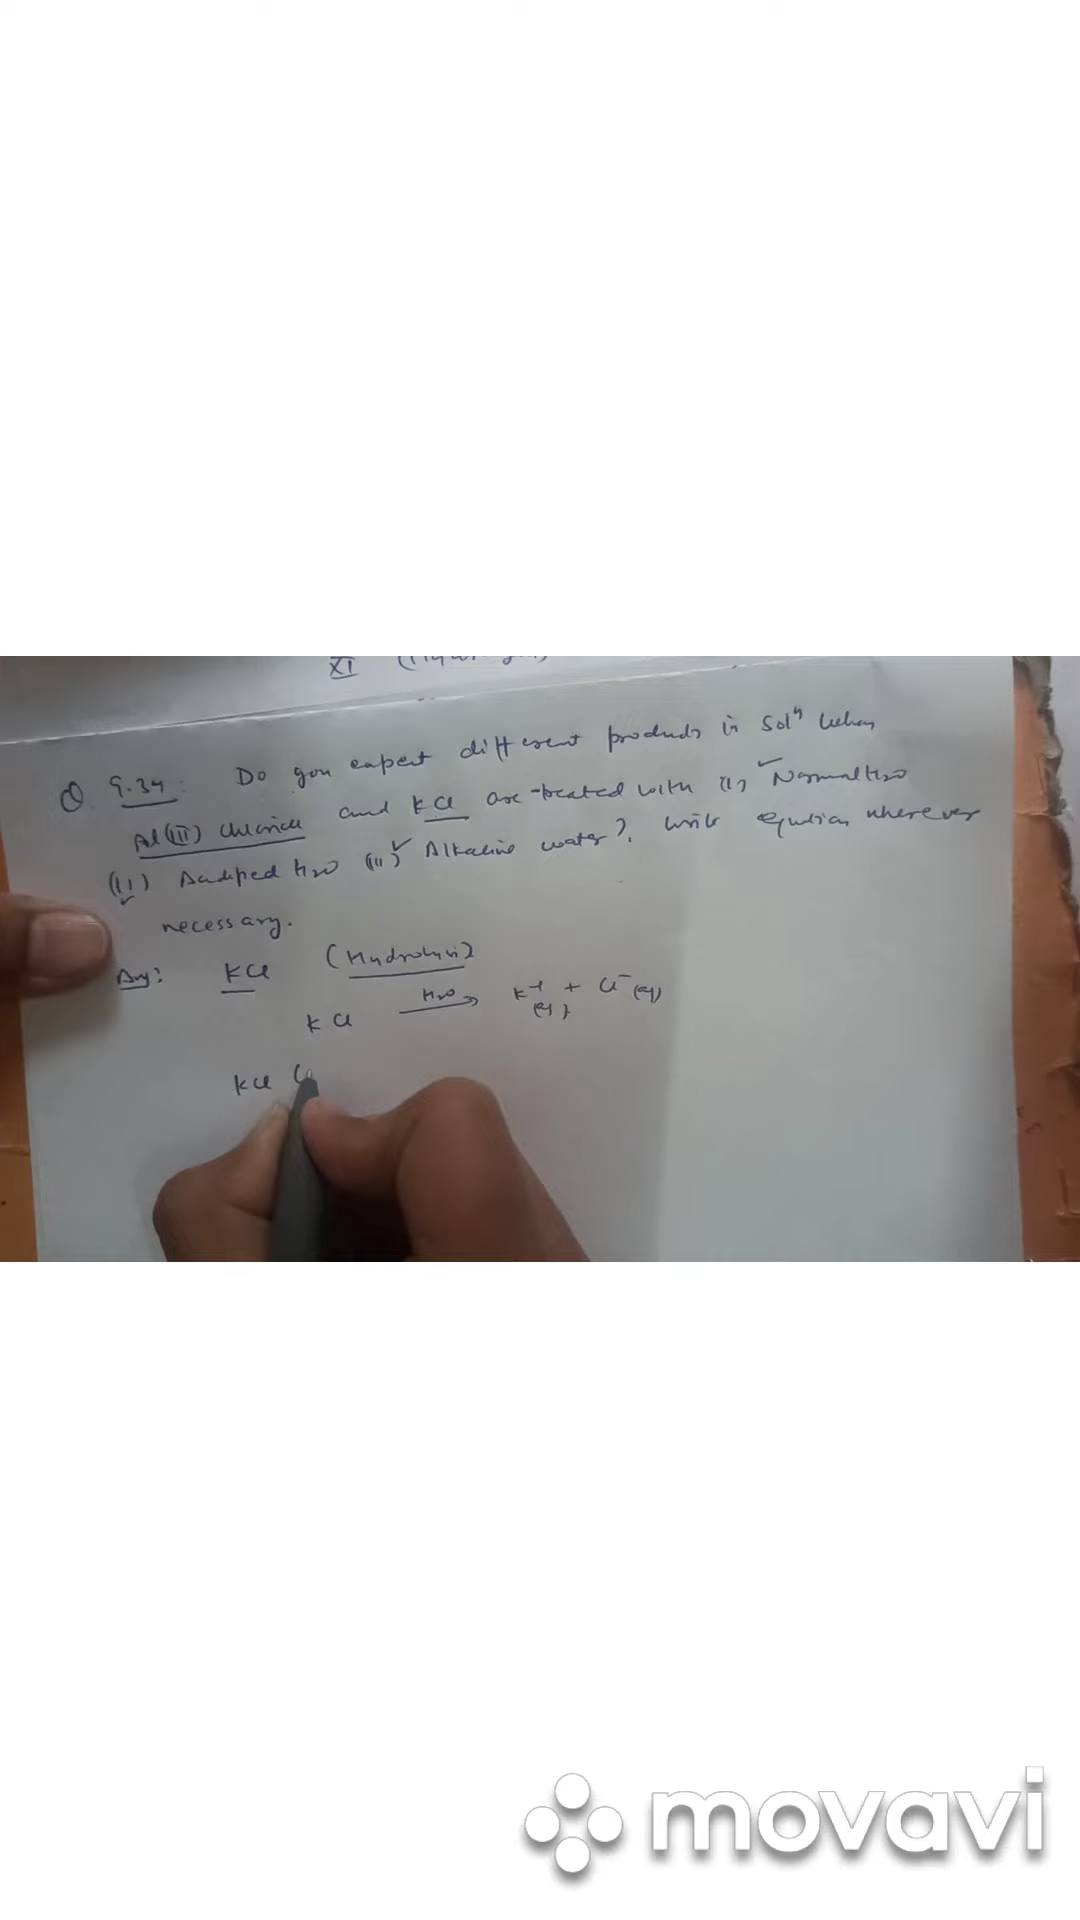 XI
Q 9.34: Do you expect different products in solⁿ when
Al(III) chloride and KCl are treated with (i) Normal H2O
(ii) Acidified H2O (iii) Alkaline water? Write equation wherever
necessary.
Ans: KCl (Hydrolysis)
KCl H2O K+ (aq) + Cl- (aq)
KCl (
movavi